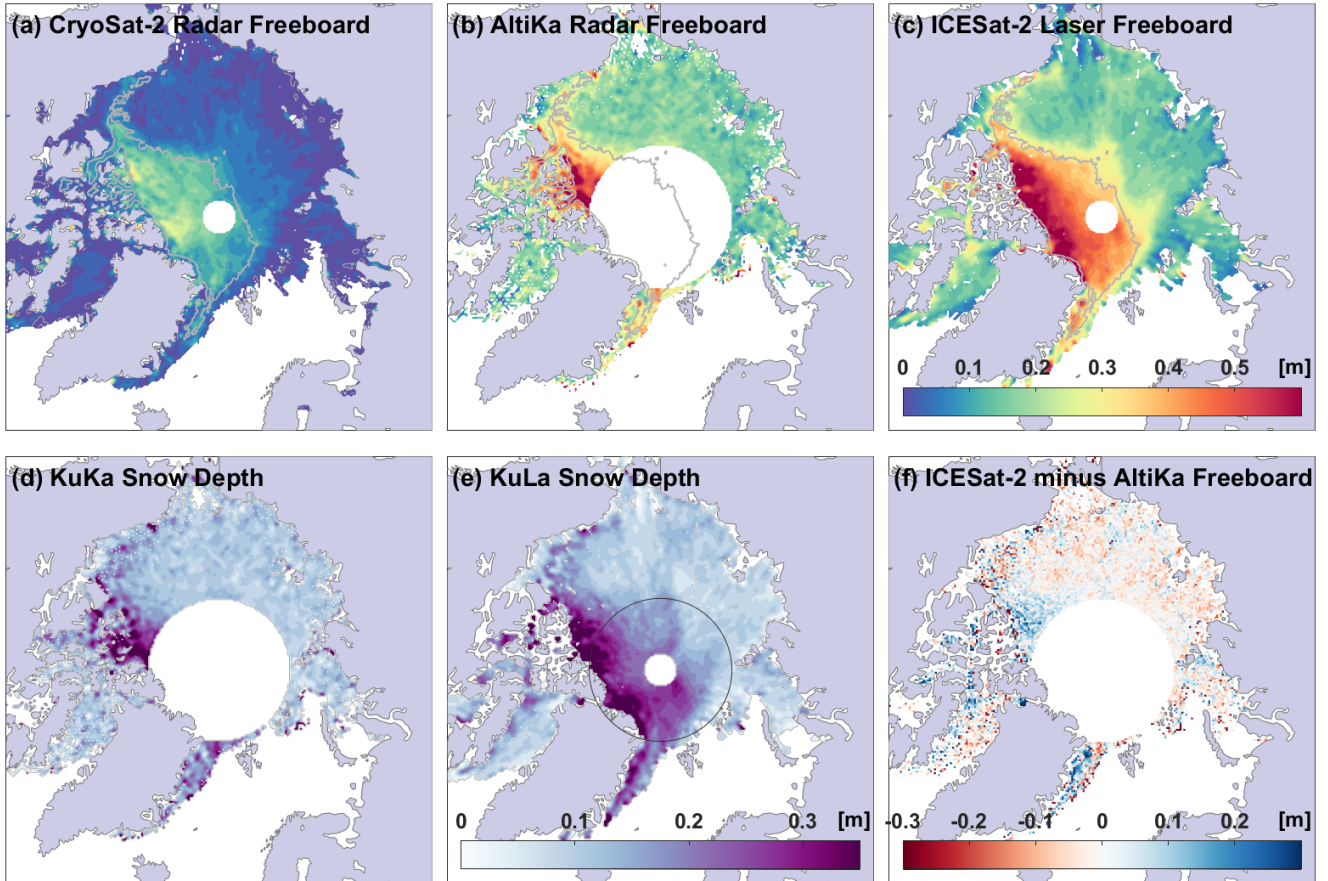 (a) CryoSat-2 Radar Freeboard
(b) AltiKa Radar Freeboard
(c) ICESat-2 Laser Freeboard
0 0.1 0.2 0.3 0.4 0.5 [m]
(d) KuKa Snow Depth
(e) KuLa Snow Depth
(f) ICESat-2 minus AltiKa Freeboard
0 0.1 0.2 0.3 [m]
-0.3 -0.2 -0.1 0 0.1 0.2 [m]